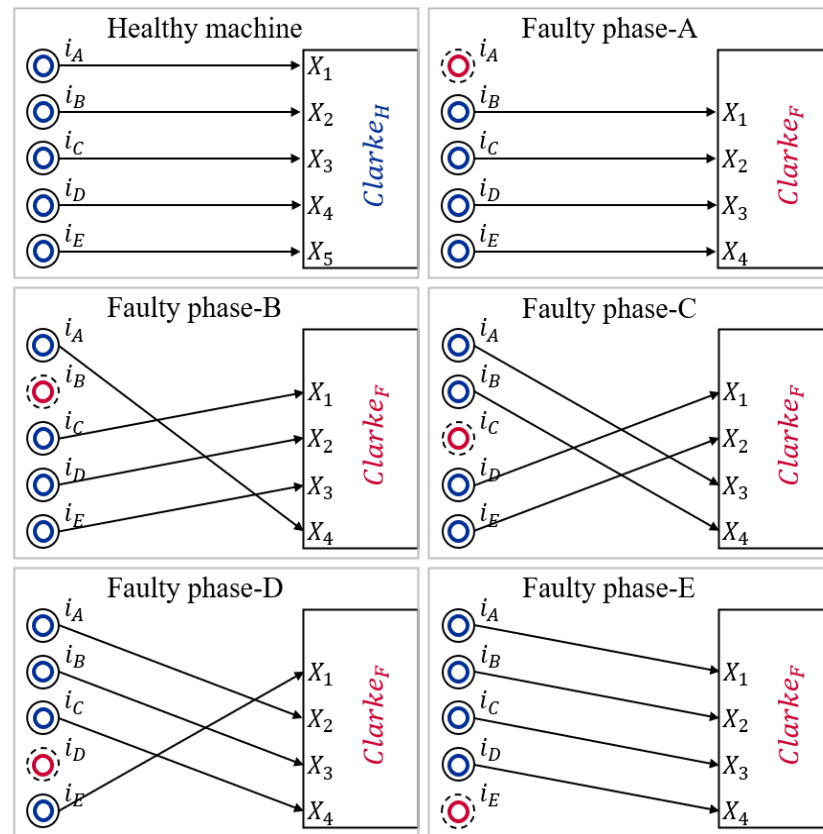 Healthy machine
i_A
i_B
i_C
i_D
i_E
X_1
X_2
X_3
X_4
X_5
Clarke_H
Faulty phase-A
i_A
i_B
i_C
i_D
i_E
X_1
X_2
X_3
X_4
Clarke_F
Faulty phase-B
i_A
i_B
i_C
i_D
i_E
X_1
X_2
X_3
X_4
Clarke_F
Faulty phase-C
i_A
i_B
i_C
i_D
i_E
X_1
X_2
X_3
X_4
Clarke_F
Faulty phase-D
i_A
i_B
i_C
i_D
i_E
X_1
X_2
X_3
X_4
Clarke_F
Faulty phase-E
i_A
i_B
i_C
i_D
i_E
X_1
X_2
X_3
X_4
Clarke_F